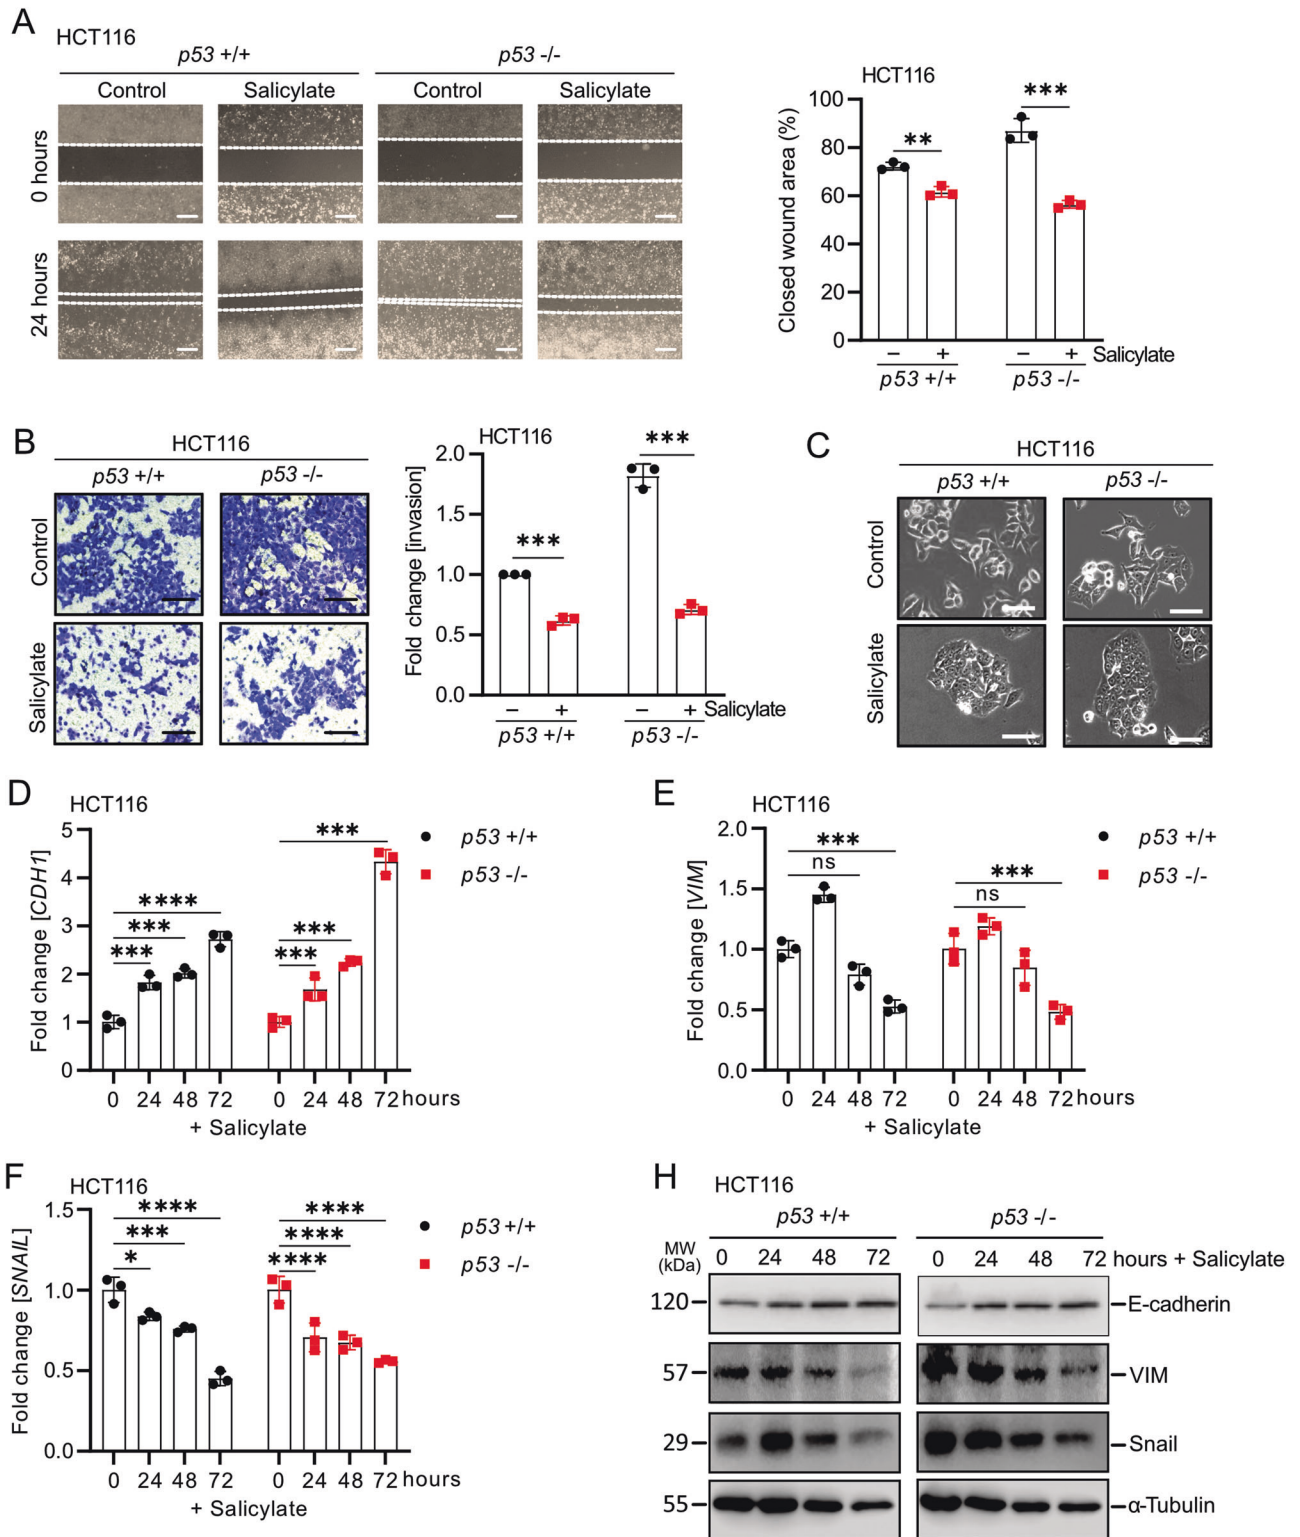 A
HCT116
p53 +/+
p53 -/-
Control
Salicylate
Control
Salicylate
0 hours
24 hours
HCT116
Closed wound area (%)
100
80
60
40
20
0
**
***
−
+
−
+
Salicylate
p53 +/+
p53 -/-
B
HCT116
p53 +/+
p53 -/-
Control
Salicylate
HCT116
Fold change [invasion]
2.0
1.5
1.0
0.5
0.0
***
***
−
+
−
+
Salicylate
p53 +/+
p53 -/-
C
HCT116
p53 +/+
p53 -/-
Control
Salicylate
D
HCT116
Fold change [CDH1]
5
4
3
2
1
0
****
***
***
***
***
***
p53 +/+
p53 -/-
0 24 48 72 0 24 48 72 hours
+ Salicylate
E
HCT116
Fold change [VIM]
2.0
1.5
1.0
0.5
0.0
***
ns
***
ns
p53 +/+
p53 -/-
0 24 48 72 0 24 48 72 hours
+ Salicylate
F
HCT116
Fold change [SNAIL]
1.5
1.0
0.5
0.0
****
***
*
****
****
****
p53 +/+
p53 -/-
0 24 48 72 0 24 48 72 hours
+ Salicylate
H
HCT116
p53 +/+
p53 -/-
MW
(kDa)
0 24 48 72 0 24 48 72 hours + Salicylate
120
E-cadherin
57
VIM
29
Snail
55
α-Tubulin